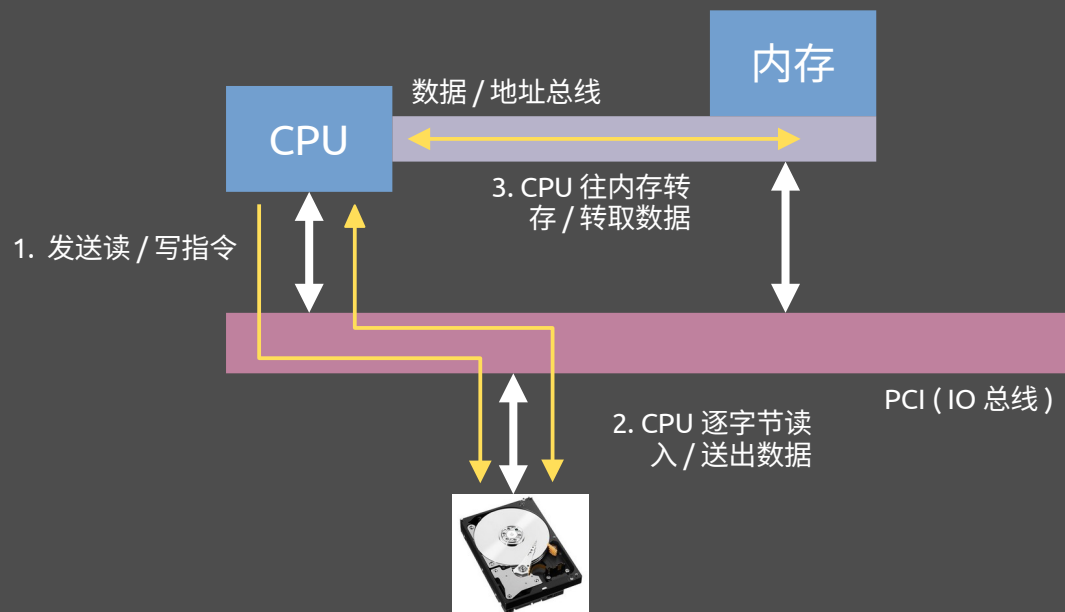 内存
数据 / 地址总线
CPU
3. CPU 往内存转
存 / 转取数据
1. 发送读 / 写指令
PCI ( IO 总线 )
2. CPU 逐字节读
入 / 送出数据